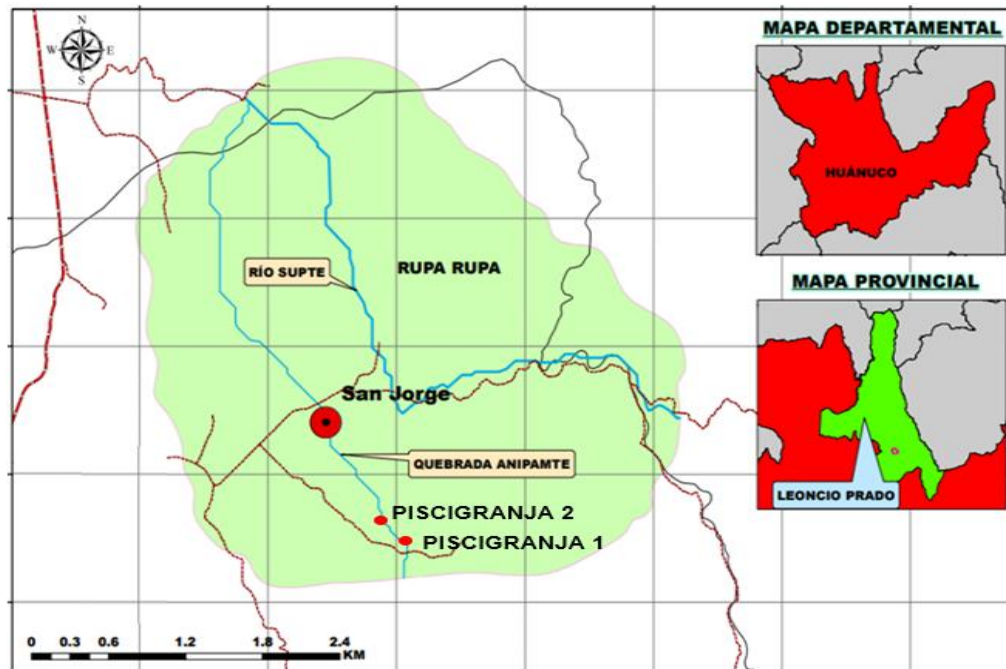 N
W E
S
MAPA DEPARTAMENTAL
HUÁNUCO
RÍO SUPTE
RUPA RUPA
MAPA PROVINCIAL
San Jorge
QUEBRADA ANIPAMTE
LEONCIO PRADO
PISCIGRANJA 2
PISCIGRANJA 1
0 0.3 0.6 1.2 1.8 2.4
KM